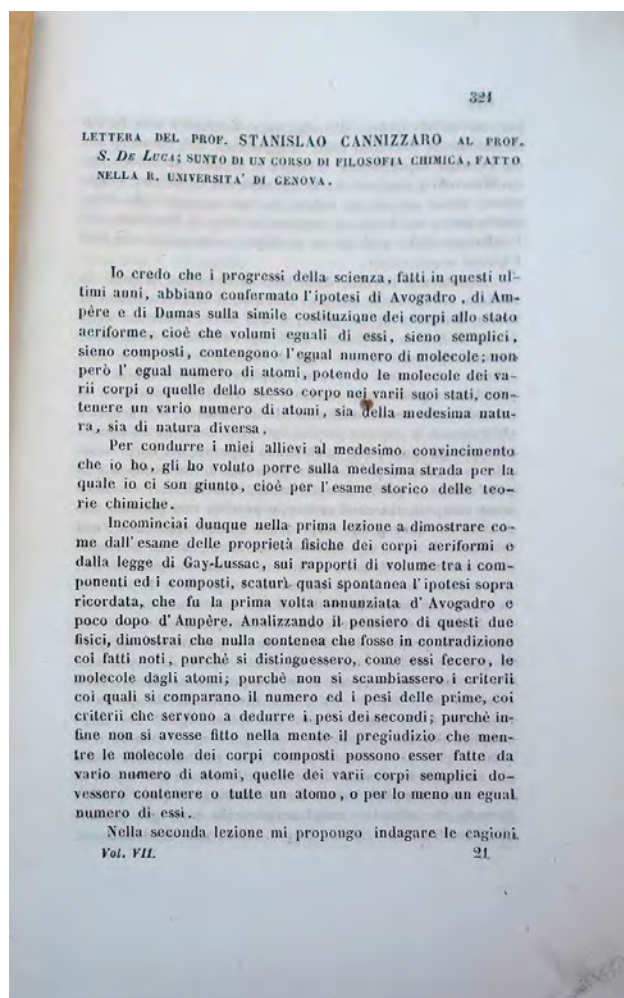 321
LETTERA DEL PROF. STANISLAO CANNIZZARO AL PROF.
S. DE LUCA; SUNTO DI UN CORSO DI FILOSOFIA CHIMICA, FATTO
NELLA R. UNIVERSITA' DI GENOVA.
Io credo che i progressi della scienza, fatti in questi ul-
timi anni, abbiano confermato l'ipotesi di Avogadro, di Am-
père e di Dumas sulla simile costituzione dei corpi allo stato
aeriforme, cioè che volumi eguali di essi, sieno semplici,
sieno composti, contengono l'egual numero di molecole; non
però l'egual numero di atomi, potendo le molecole dei va-
rii corpi o quelle dello stesso corpo nei varii suoi stati, con-
tenere un vario numero di atomi, sia della medesima natu-
ra, sia di natura diversa.
Per condurre i miei allievi al medesimo convincimento
che io ho, gli ho voluto porre sulla medesima strada per la
quale io ci son giunto, cioè per l'esame storico delle teo-
rie chimiche.
Incominciai dunque nella prima lezione a dimostrare co-
me dall'esame delle proprietà fisiche dei corpi aeriformi e
dalla legge di Gay-Lussac, sui rapporti di volume tra i com-
ponenti ed i composti, scaturì quasi spontanea l'ipotesi sopra
ricordata, che fu la prima volta annunziata d'Avogadro e
poco dopo d'Ampère. Analizzando il pensiero di questi due
fisici, dimostrai che nulla contenea che fosse in contradizione
coi fatti noti, purchè si distinguessero, come essi fecero, le
molecole dagli atomi; purchè non si scambiassero i criterii
coi quali si comparano il numero ed i pesi delle prime, coi
criterii che servono a dedurre i pesi dei secondi; purchè in-
fine non si avesse fitto nella mente il pregiudizio che men-
tre le molecole dei corpi composti possono esser fatte da
vario numero di atomi, quelle dei varii corpi semplici do-
vessero contenere o tutte un atomo, o per lo meno un egual
numero di essi.
Nella seconda lezione mi propongo indagare le cagioni
Vol. VII. 21